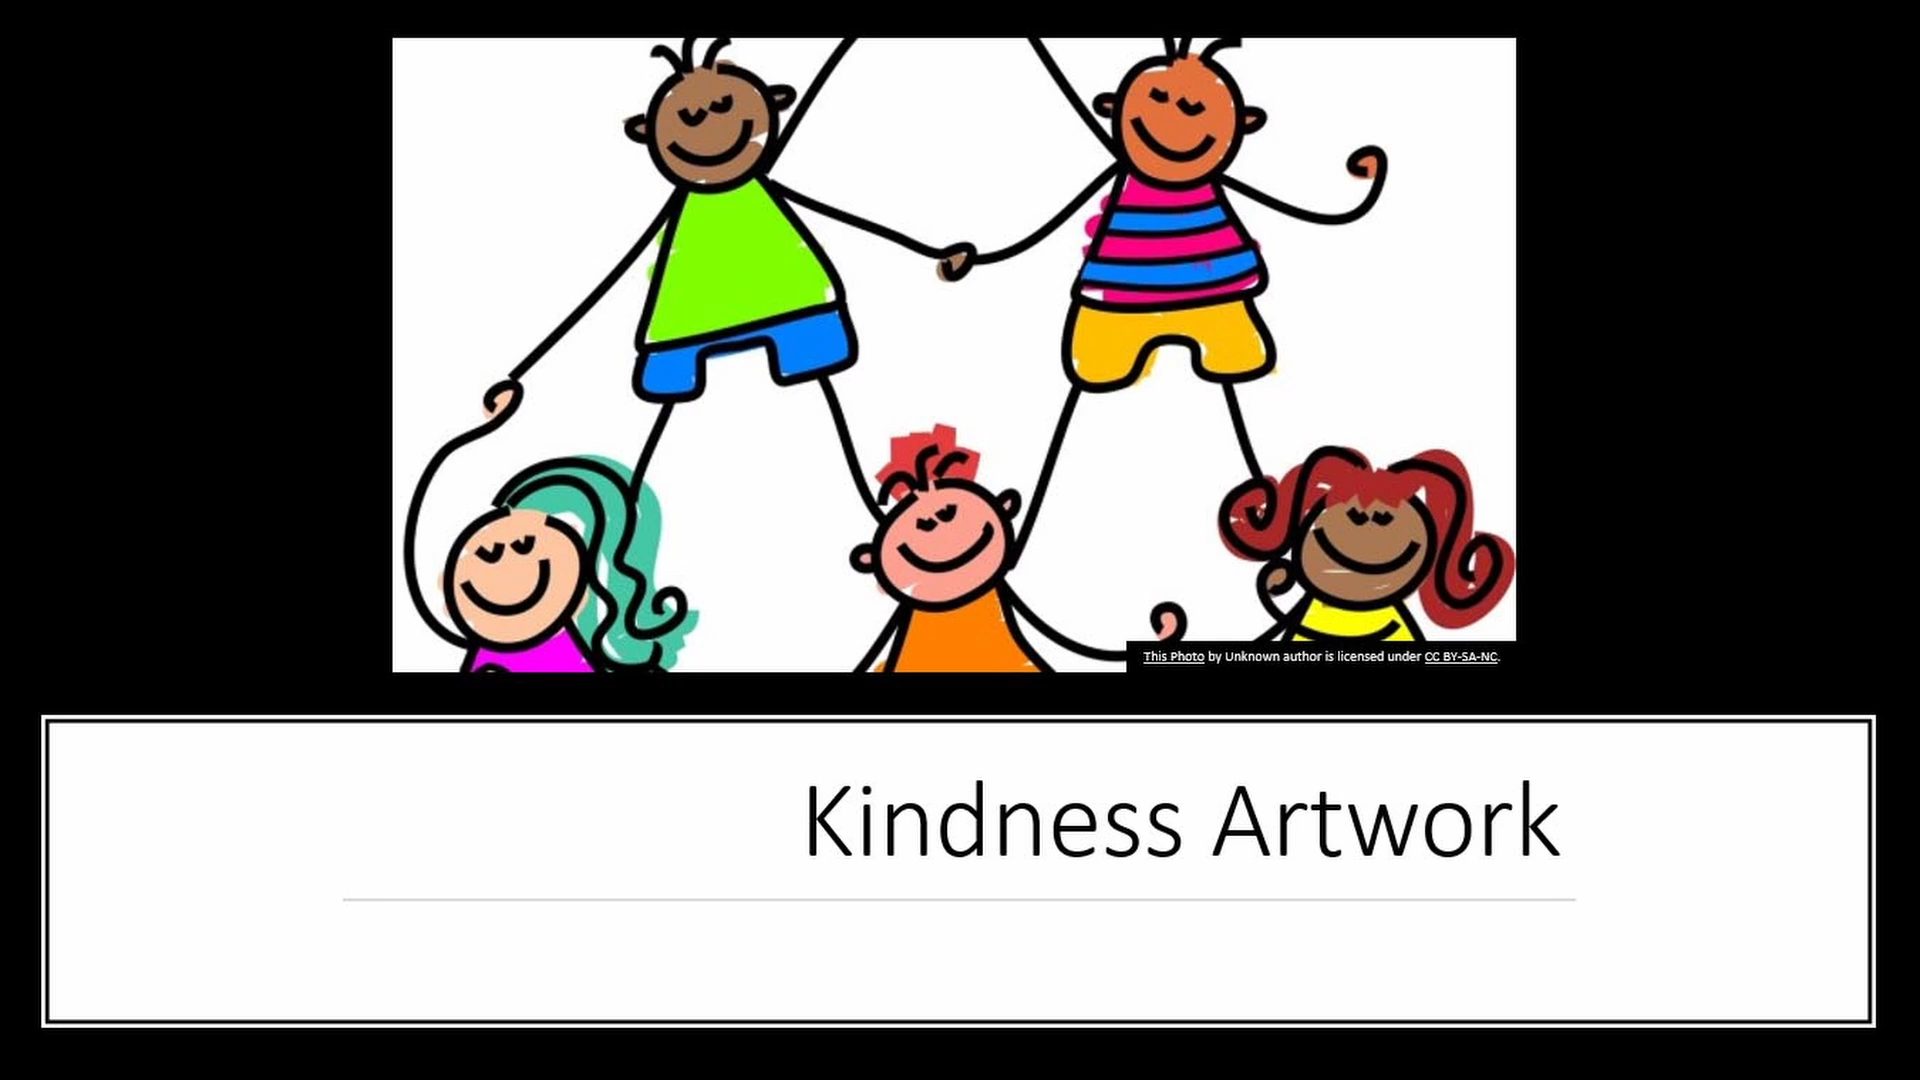 This Photo by Unknown author is licensed under CC BY-SA-NC.
Kindness Artwork